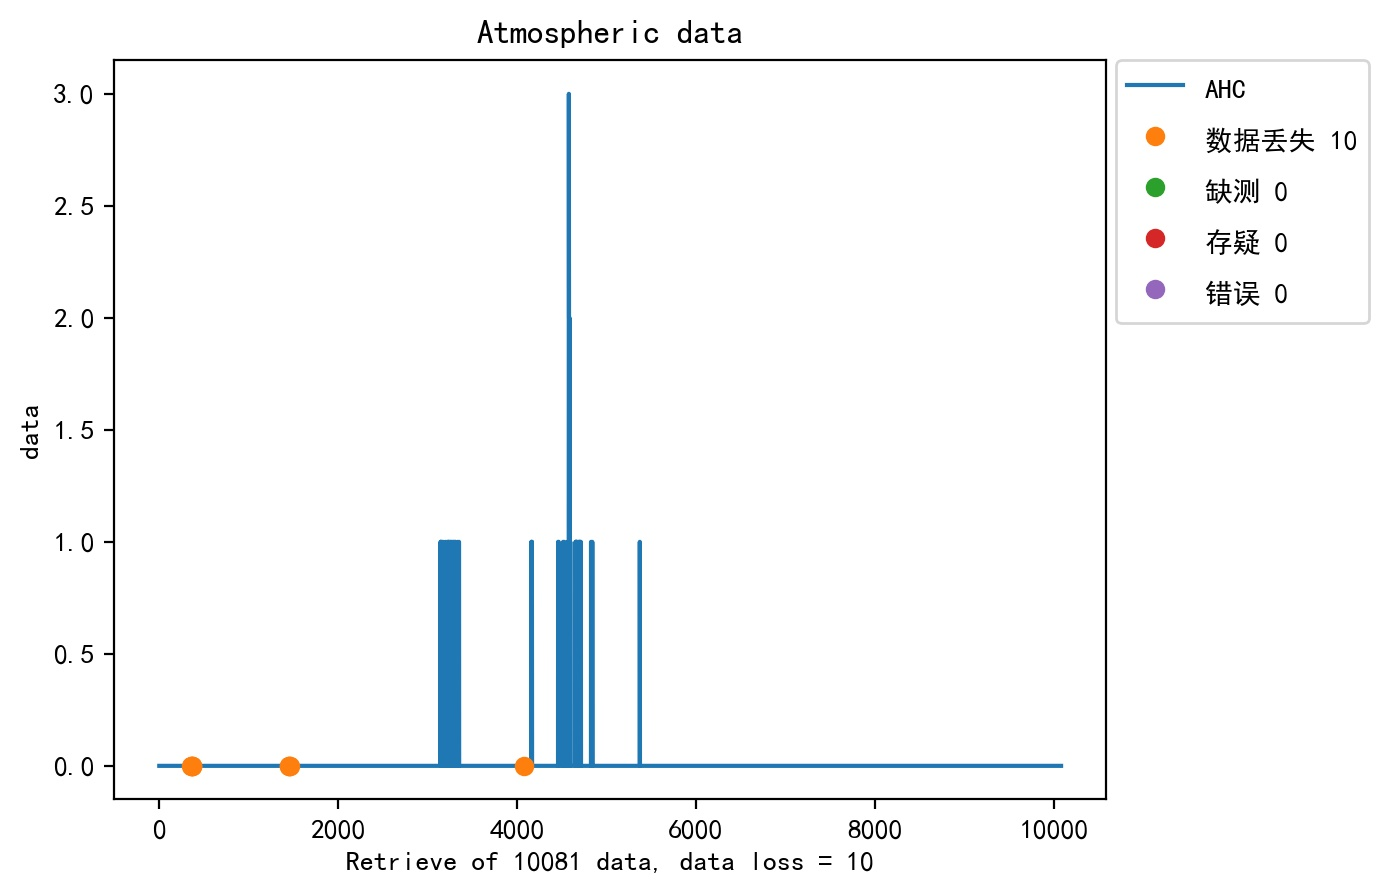 Atmospheric data
3.0
2.5
2.0
1.5
1.0
0.5
0.0
data
0 2000 4000 6000 8000 10000
Retrieve of 10081 data, data loss = 10
AHC
数据丢失 10
缺测 0
存疑 0
错误 0